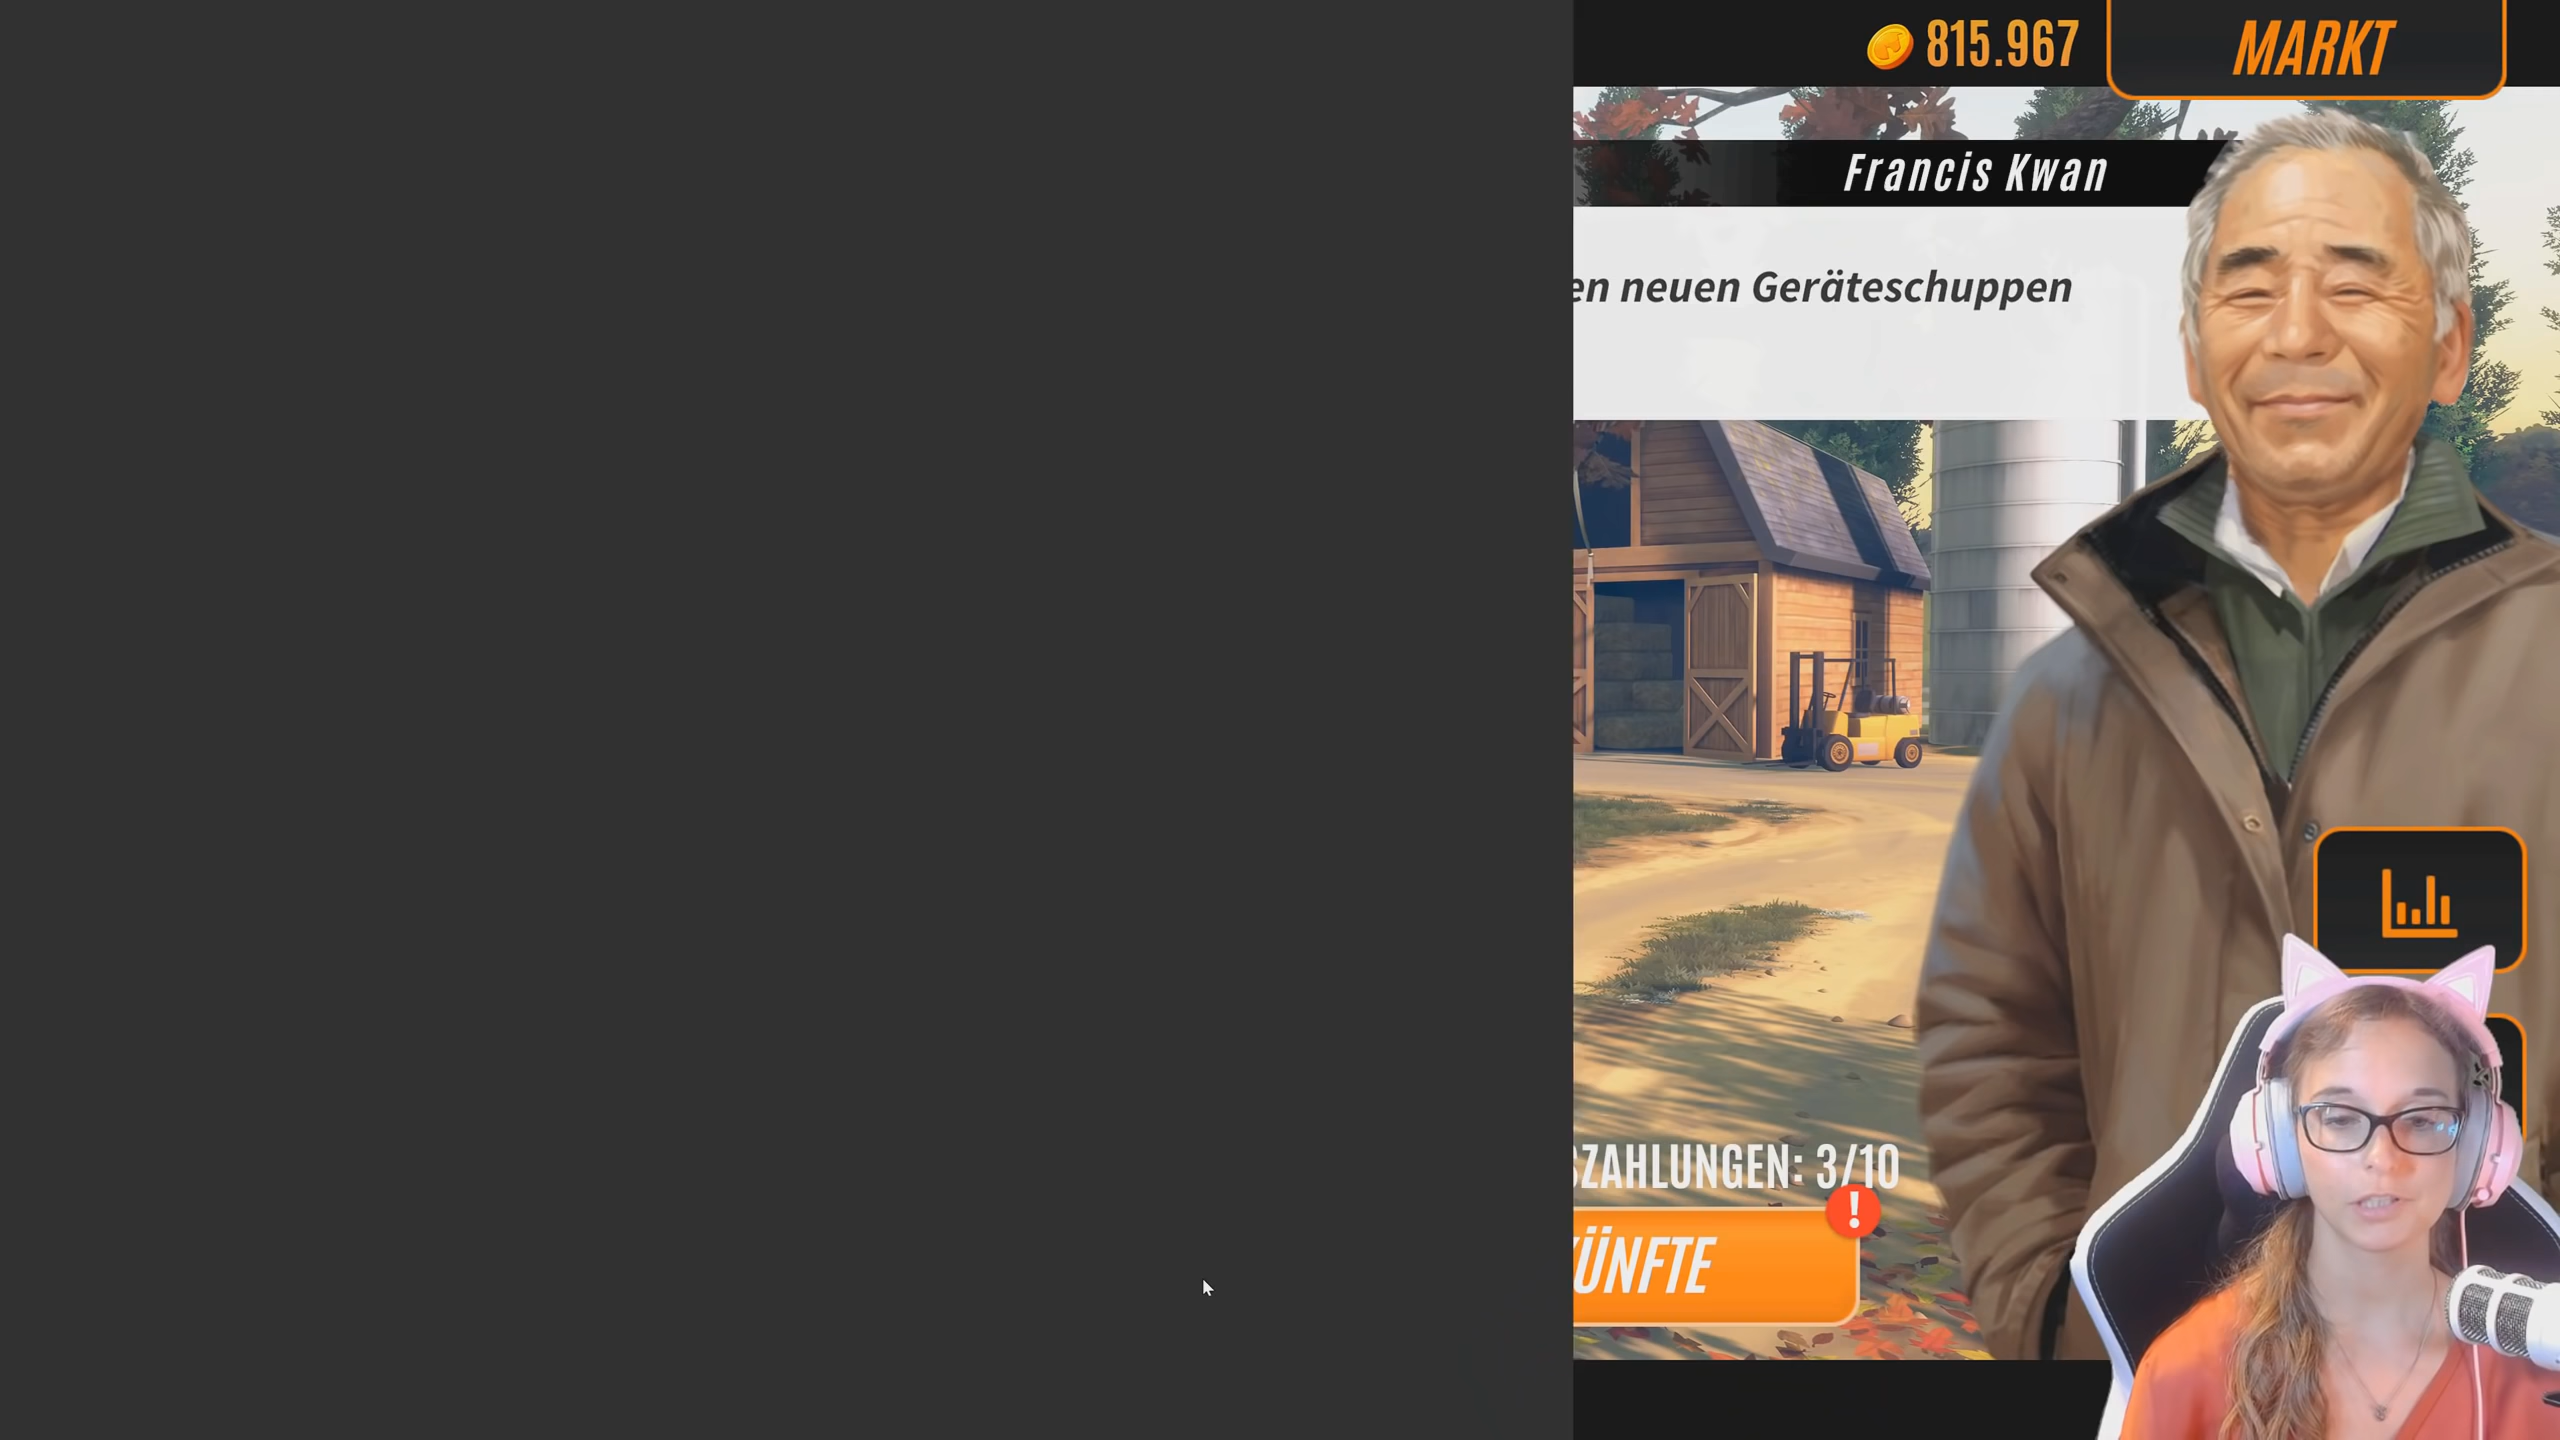 815.967
MARKT
Francis Kwan
en neuen Geräteschuppen
ZAHLUNGEN: 3/10
!
ÜNFTE